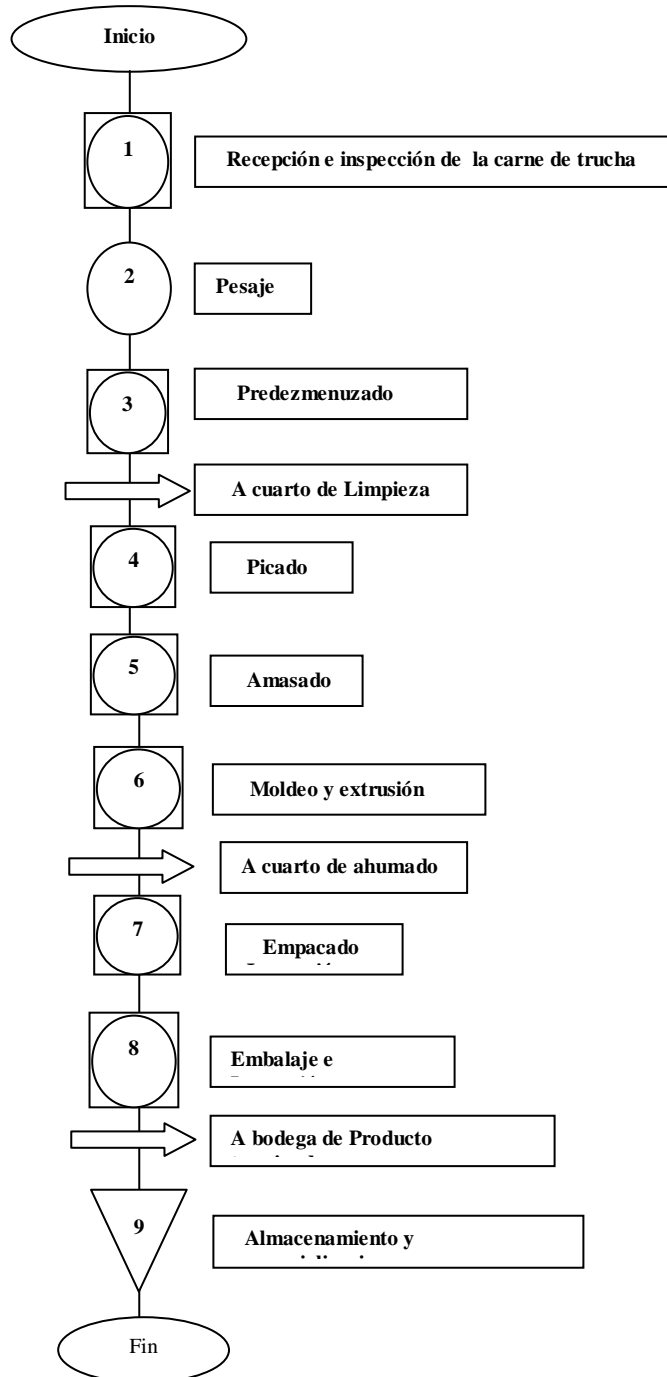 Inicio
1
Recepción e inspección de la carne de trucha
2
Pesaje
3
Predezmenuzado
A cuarto de Limpieza
4
Picado
5
Amasado
6
Moldeo y extrusión
A cuarto de ahumado
7
Empacado
8
Embalaje e
A bodega de Producto
9
Almacenamiento y
Fin